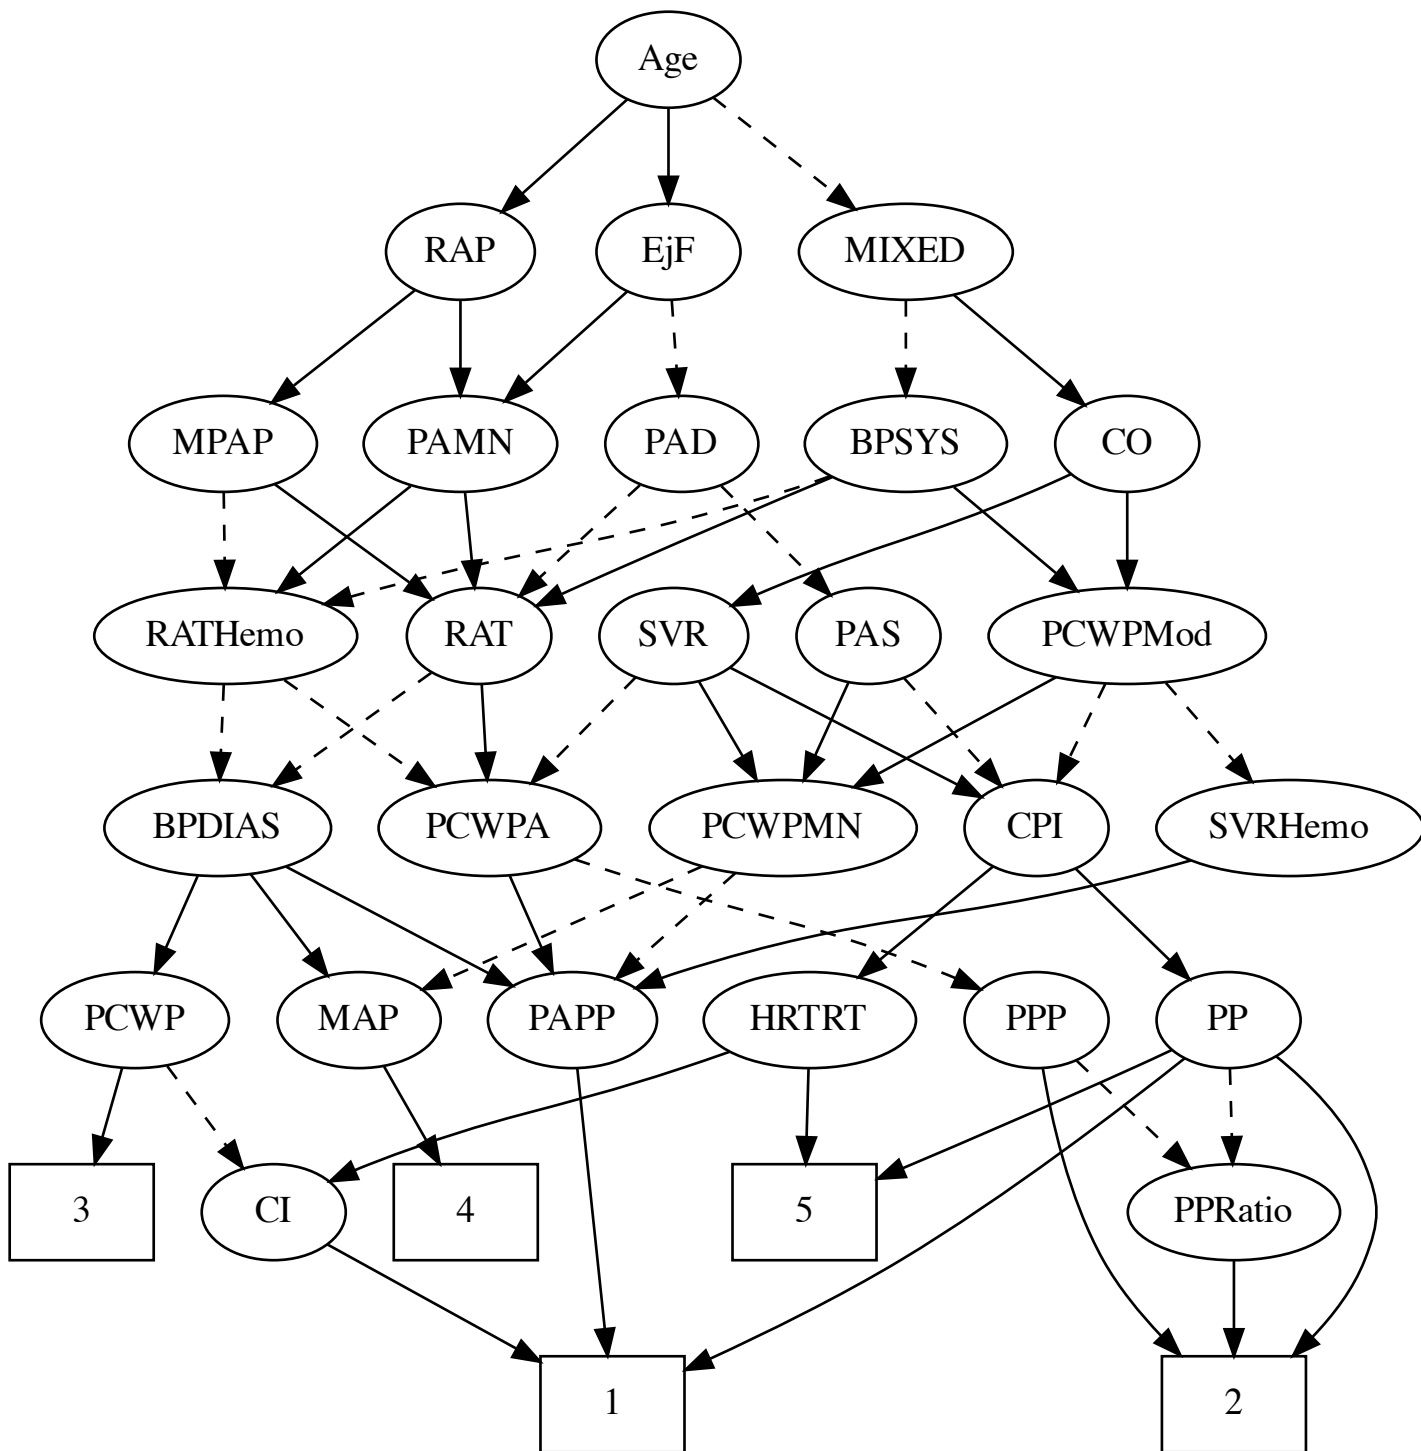 Age
RAP
EjF
MIXED
MPAP
PAMN
PAD
BPSYS
CO
RATHemo
RAT
SVR
PAS
PCWPMod
BPDIAS
PCWPA
PCWPMN
CPI
SVRHemo
PCWP
MAP
PAPP
HRTRT
PPP
PP
3
CI
4
5
PPRatio
1
2